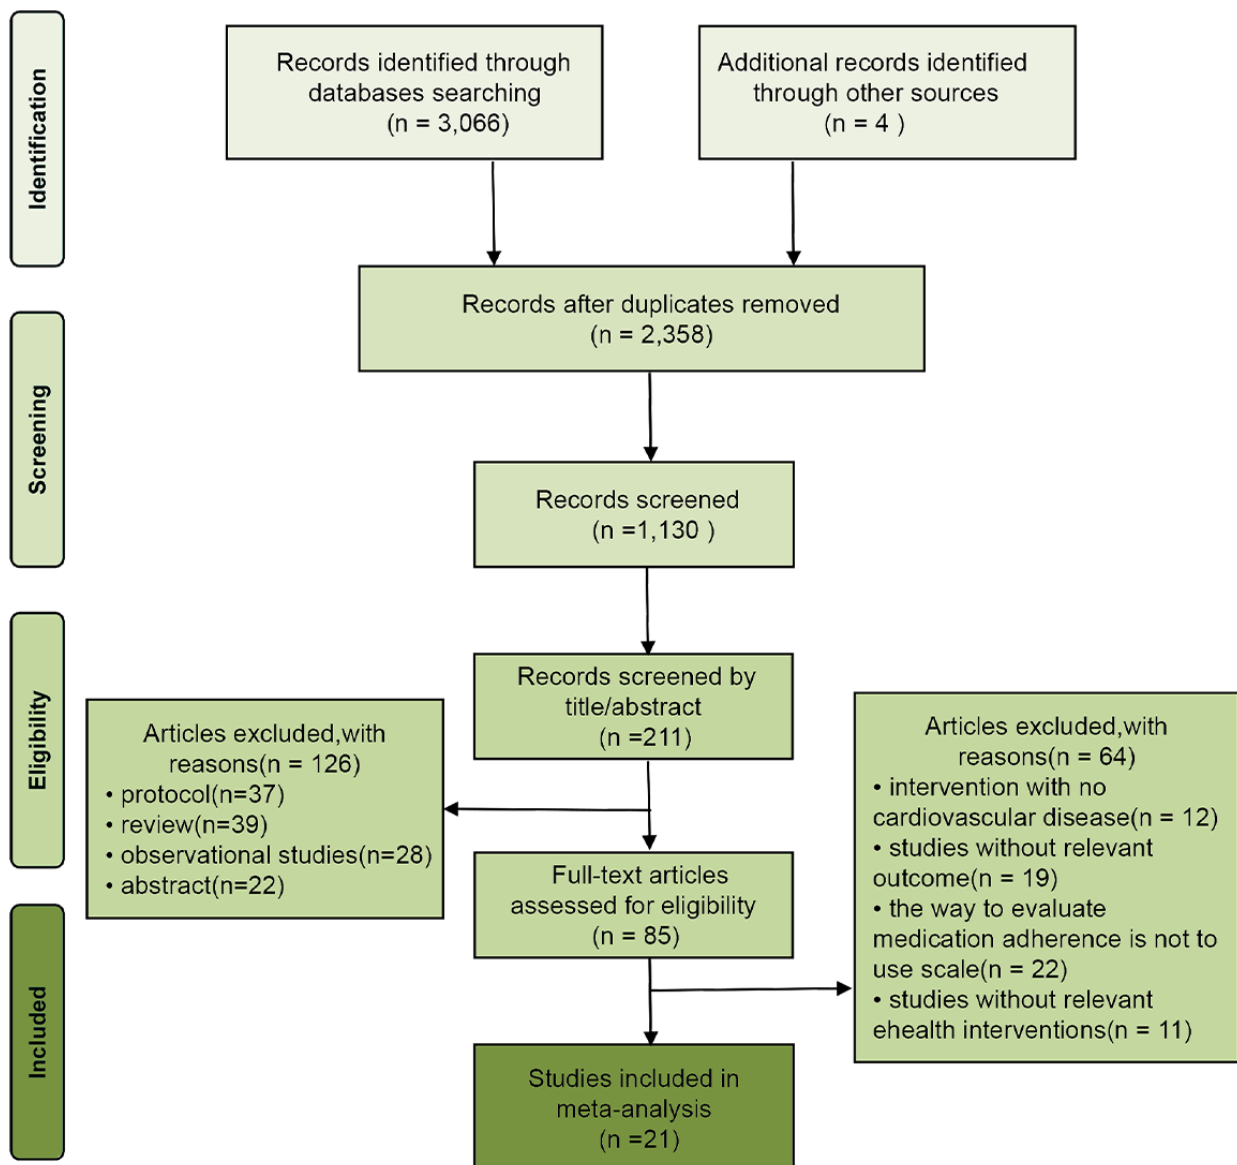 Identification
Records identified through
databases searching
(n = 3,066)
Additional records identified
through other sources
(n = 4 )
Records after duplicates removed
(n = 2,358)
Screening
Records screened
(n =1,130 )
Eligibility
Records screened by
title/abstract
(n =211)
Articles excluded,with
reasons(n = 126)
• protocol(n=37)
• review(n=39)
• observational studies(n=28)
• abstract(n=22)
Full-text articles
assessed for eligibility
(n = 85)
Articles excluded,with
reasons(n = 64)
• intervention with no
cardiovascular disease(n = 12)
• studies without relevant
outcome(n = 19)
• the way to evaluate
medication adherence is not to
use scale(n = 22)
• studies without relevant
ehealth interventions(n = 11)
Included
Studies included in
meta-analysis
(n =21)